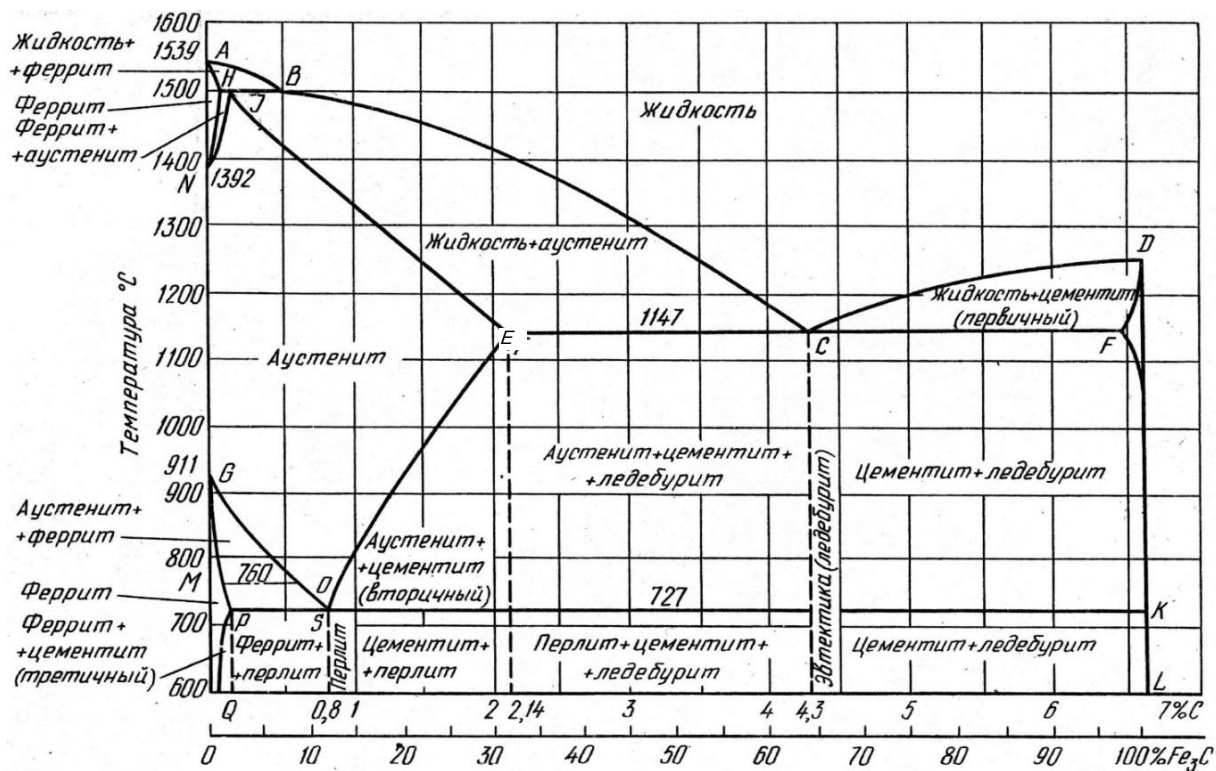 1600
1539
1500
1400
1392
1300
1200
1100
1000
911
900
800
700
600
Температура °C
Жидкость+
+феррит
Феррит
Феррит+
+аустенит
Аустенит+
+феррит
Феррит
Феррит+
+цементит
(третичный)
A
H
J
B
N
Жидкость
Жидкость+аустенит
D
Жидкость+цементит
(первичный)
1147
E
C
F
Аустенит
Аустенит+цементит+
+ледебурит
Эвтектика (ледебурит)
Цементит+ледебурит
G
M
760
O
Аустенит+
+цементит
(вторичный)
727
P
S
K
Феррит+
+перлит
Перлит
Цементит+
+перлит
Перлит+цементит+
+ледебурит
Цементит+ледебурит
L
Q 0,8 1 2 2,14 3 4 4,3 5 6 7%C
0 10 20 30 40 50 60 70 80 90 100%Fe3C